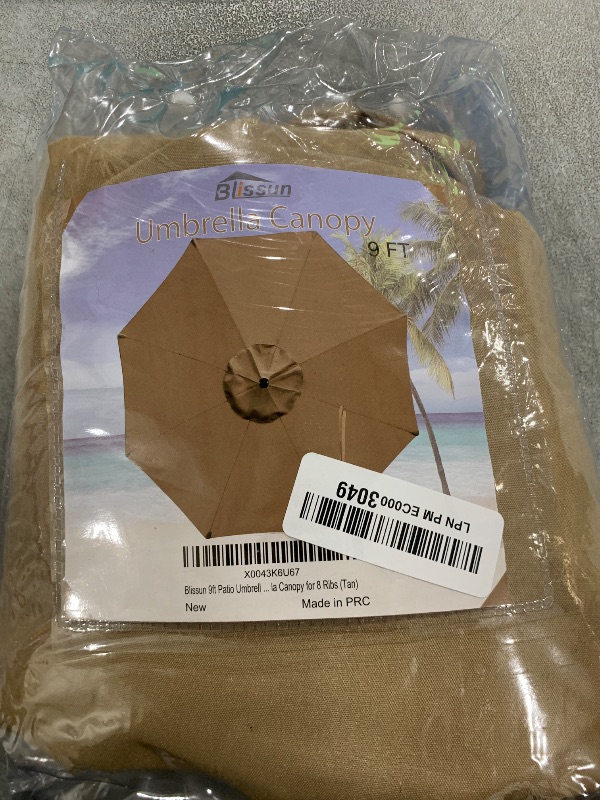 Blissun
Umbrella Canopy
9 FT
LPN PM EC000 3049
X0043K6U67
Blissun 9ft Patio Umbrell ... la Canopy for 8 Ribs (Tan)
New Made in PRC